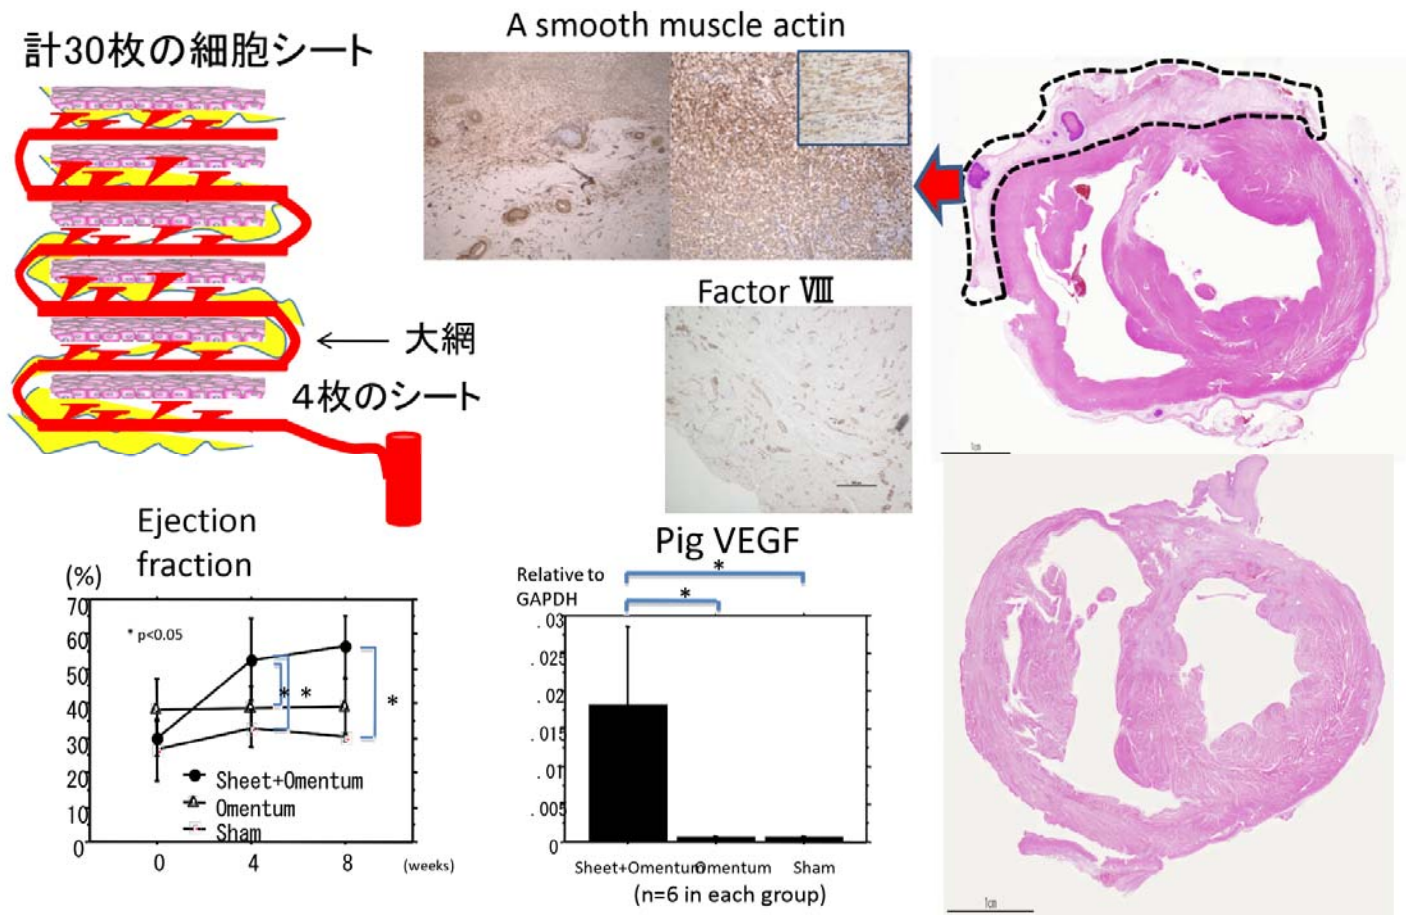 計30枚の細胞シート
大網
4枚のシート
A smooth muscle actin
Factor Ⅷ
1cm
Ejection
fraction
(%)
70
60
50
40
30
20
10
0
* p<0.05
* *
*
Sheet+Omentum
Omentum
Sham
0 4 8 (weeks)
Pig VEGF
Relative to
GAPDH
*
*
.03
.025
.02
.015
.01
.005
0
Sheet+Omentum Omentum Sham
(n=6 in each group)
1cm